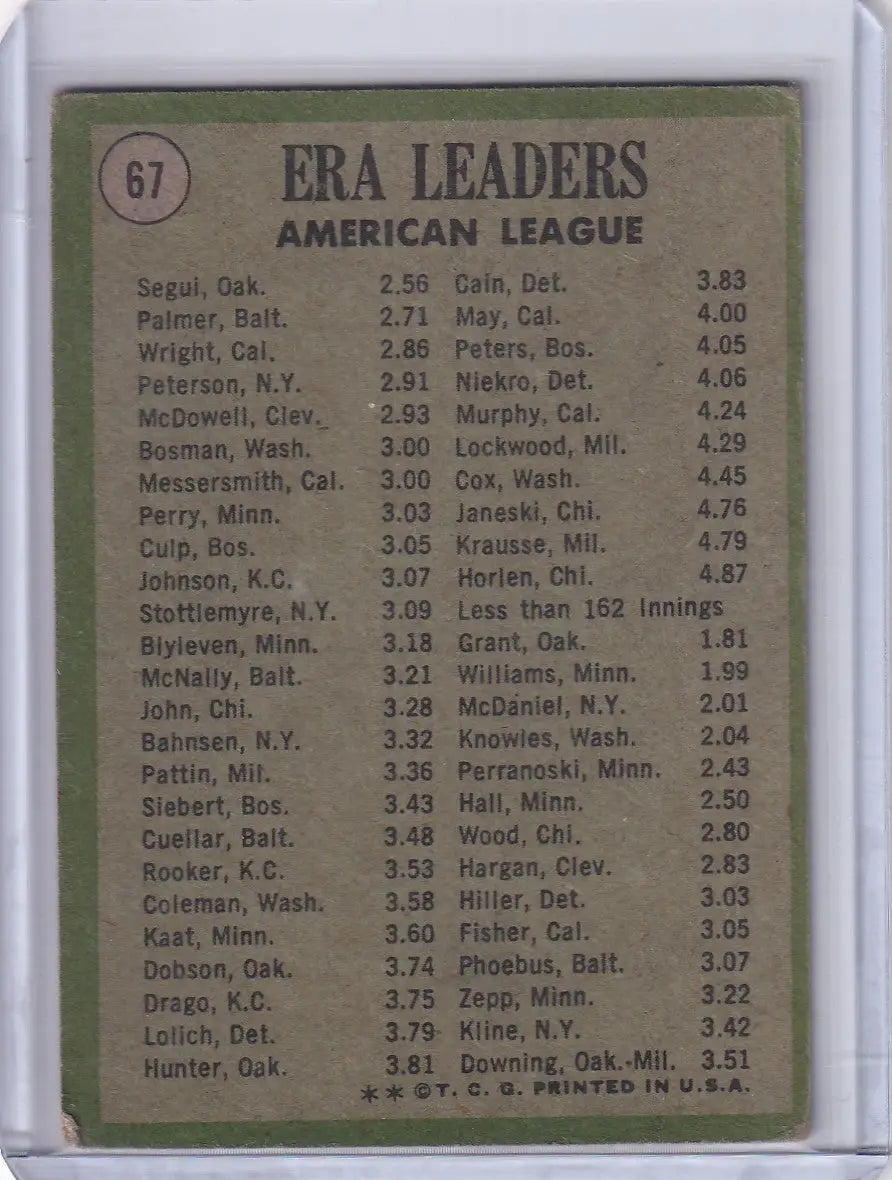 67
ERA LEADERS
AMERICAN LEAGUE
Segui, Oak. 2.56
Palmer, Balt. 2.71
Wright, Cal. 2.86
Peterson, N.Y. 2.91
McDowell, Clev. 2.93
Bosman, Wash. 3.00
Messersmith, Cal. 3.00
Perry, Minn. 3.03
Culp, Bos. 3.05
Johnson, K.C. 3.07
Stottlemyre, N.Y. 3.09
Blyleven, Minn. 3.18
McNally, Balt. 3.21
John, Chi. 3.28
Bahnsen, N.Y. 3.32
Pattin, Mil. 3.36
Siebert, Bos. 3.43
Cuellar, Balt. 3.48
Rooker, K.C. 3.53
Coleman, Wash. 3.58
Kaat, Minn. 3.60
Dobson, Oak. 3.74
Drago, K.C. 3.75
Lolich, Det. 3.79
Hunter, Oak. 3.81
Cain, Det. 3.83
May, Cal. 4.00
Peters, Bos. 4.05
Niekro, Det. 4.06
Murphy, Cal. 4.24
Lockwood, Mil. 4.29
Cox, Wash. 4.45
Janeski, Chi. 4.76
Krausse, Mil. 4.79
Horlen, Chi. 4.87
Less than 162 Innings
Grant, Oak. 1.81
Williams, Minn. 1.99
McDaniel, N.Y. 2.01
Knowles, Wash. 2.04
Perranoski, Minn. 2.43
Hall, Minn. 2.50
Wood, Chi. 2.80
Hargan, Clev. 2.83
Hiller, Det. 3.03
Fisher, Cal. 3.05
Phoebus, Balt. 3.07
Zepp, Minn. 3.22
Kline, N.Y. 3.42
Downing, Oak.-Mil. 3.51
** ©T. C. G. PRINTED IN U.S.A.